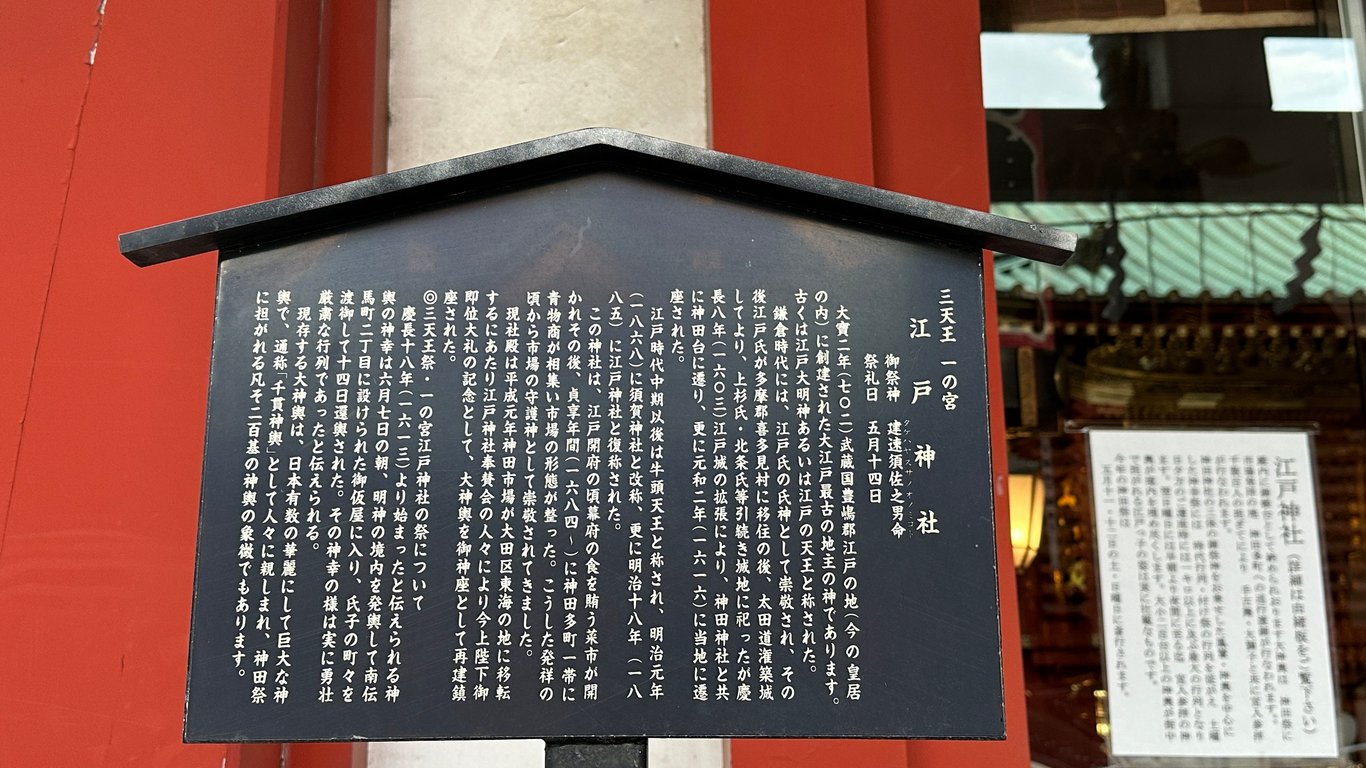 三天王 一の宮
江戸神社
御祭神 建速須佐之男命
タケハヤスサノオノミコト
祭礼日 五月十四日
大寶二年(七〇二)武蔵国豊嶋郡江戸の地(今の皇居
の内)に創建された大江戸最古の地主の神であります。
古くは江戸大明神あるいは江戸の天王と称された。
鎌倉時代には、江戸氏の氏神として崇敬され、その
後江戸氏が多摩郡喜多見村に移住の後、太田道潅築城
してより、上杉氏・北条氏等引続き城地に祀ったが慶
長八年(一六〇三)江戸城の拡張により、神田神社と共
に神田台に遷り、更に元和二年(一六一六)に当地に遷
座された。
江戸時代中期以後は牛頭天王と称され、明治元年
(一八六八)に須賀神社と改称、更に明治十八年(一八
八五)に江戸神社と復称された。
この神社は、江戸開府の頃幕府の食を賄う菜市が開
かれその後、貞享年間(一六八四〜)に神田多町一帯に
青物商が相集い市場の形態が整った。こうした発祥の
頃から市場の守護神として崇敬されてきました。
現社殿は平成元年神田市場が大田区東海の地に移転
するにあたり江戸神社奉賛会の人々により今上陛下御
即位大礼の記念として、大神輿を御神座として再建鎮
座された。
◎三天王祭・一の宮江戸神社の祭について
慶長十八年(一六一三)より始まったと伝えられる神
輿の神幸は六月七日の朝、明神の境内を発輿して南伝
馬町二丁目に設けられた御仮屋に入り、氏子の町々を
渡御して十四日還輿された。その神幸の様は実に勇壮
厳粛な行列であったと伝えられる。
現存する大神輿は、日本有数の華麗にして巨大な神
輿で、通称「千貫神輿」として人々に親しまれ、神田祭
に担がれる凡そ二百基の神輿の象徴でもあります。
江戸神社(詳細は由緒板をご覧下さい)